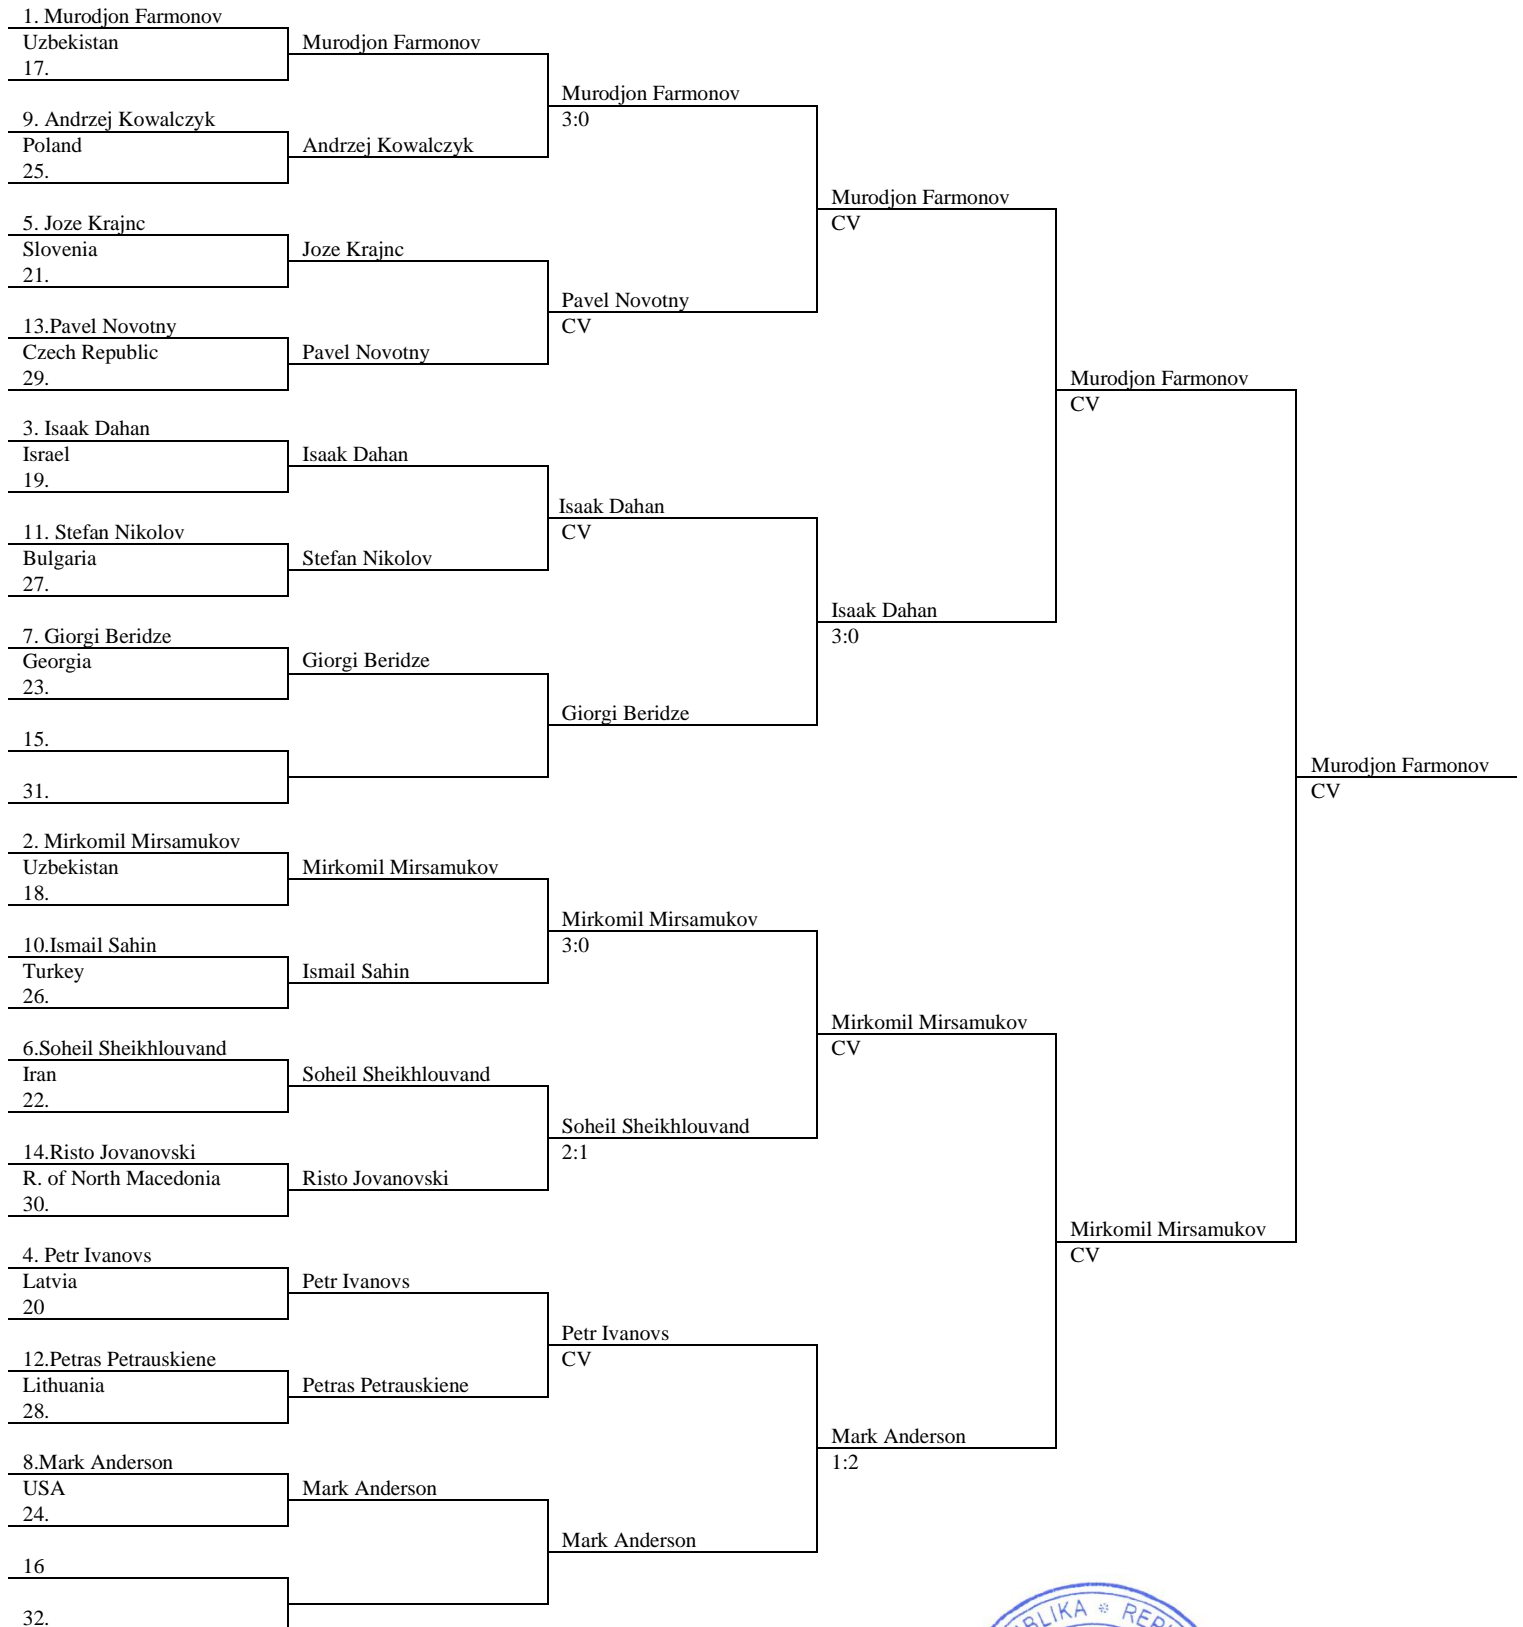 1. Murodjon Farmonov
Uzbekistan
17.
9. Andrzej Kowalczyk
Poland
25.
5. Joze Krajnc
Slovenia
21.
13.Pavel Novotny
Czech Republic
29.
3. Isaak Dahan
Israel
19.
11. Stefan Nikolov
Bulgaria
27.
7. Giorgi Beridze
Georgia
23.
15.
31.
2. Mirkomil Mirsamukov
Uzbekistan
18.
10.Ismail Sahin
Turkey
26.
6.Soheil Sheikhlouvand
Iran
22.
14.Risto Jovanovski
R. of North Macedonia
30.
4. Petr Ivanovs
Latvia
20
12.Petras Petrauskiene
Lithuania
28.
8.Mark Anderson
USA
24.
16
32.
Murodjon Farmonov
Andrzej Kowalczyk
Joze Krajnc
Pavel Novotny
Isaak Dahan
Stefan Nikolov
Giorgi Beridze
Mirkomil Mirsamukov
Ismail Sahin
Soheil Sheikhlouvand
Risto Jovanovski
Petr Ivanovs
Petras Petrauskiene
Mark Anderson
Murodjon Farmonov
3:0
Pavel Novotny
CV
Isaak Dahan
CV
Giorgi Beridze
Mirkomil Mirsamukov
3:0
Soheil Sheikhlouvand
2:1
Petr Ivanovs
CV
Mark Anderson
Murodjon Farmonov
CV
Isaak Dahan
3:0
Mirkomil Mirsamukov
CV
Mark Anderson
1:2
Murodjon Farmonov
CV
Mirkomil Mirsamukov
CV
Murodjon Farmonov
CV